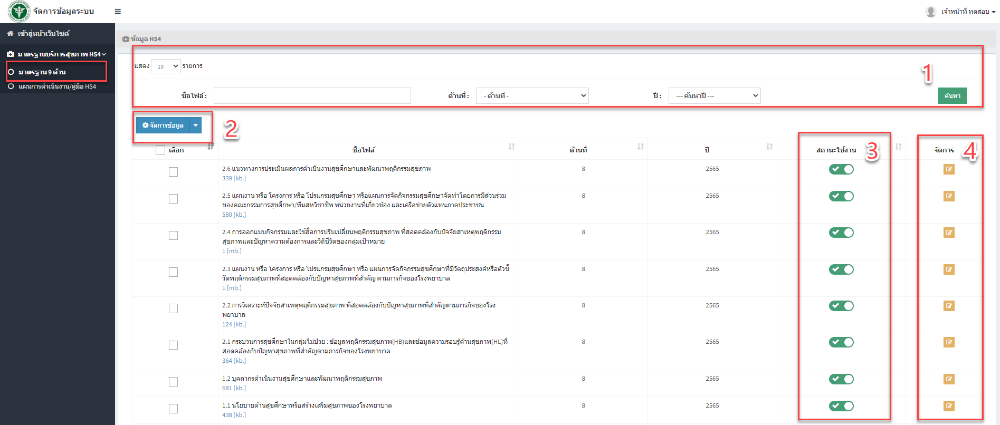 จัดการข้อมูลระบบ
เจ้าหน้าที่ ทดสอบ
เข้าสู่หน้าเว็บไซต์
มาตรฐานบริการสุขภาพ HS4
มาตรฐาน 9 ด้าน
แผนการดำเนินงาน/คู่มือ HS4
ข้อมูล HS4
แสดง 10 รายการ
1
ชื่อไฟล์ :
ด้านที่ : - ด้านที่ -
ปี : --- ค้นหาปี ---
ค้นหา
จัดการข้อมูล
2
เลือก ชื่อไฟล์ ด้านที่ ปี สถานะใช้งาน 3 จัดการ 4
2.6 แนวทางการประเมินผลการดำเนินงานสุขศึกษาและพัฒนาพฤติกรรมสุขภาพ 8 2565
339 [kb.]
2.5 แผนงาน หรือ โครงการ หรือ โปรแกรมสุขศึกษา หรือแผนการจัดกิจกรรมสุขศึกษาจัดทำโดยการมีส่วนร่วม 8 2565
ของคณะกรรมการสุขศึกษา/ทีมสหวิชาชีพ หน่วยงานที่เกี่ยวข้อง และเครือข่ายตัวแทนภาคประชาชน
580 [kb.]
2.4 การออกแบบกิจกรรมและใช้สื่อการปรับเปลี่ยนพฤติกรรมสุขภาพ ที่สอดคล้องกับปัจจัยสาเหตุพฤติกรรม 8 2565
สุขภาพและปัญหาความต้องการและวิถีชีวิตของกลุ่มเป้าหมาย
1 [mb.]
2.3 แผนงาน หรือ โครงการ หรือ โปรแกรมสุขศึกษา หรือ แผนการจัดกิจกรรมสุขศึกษาที่มีวัตถุประสงค์หรือตัวชี้ 8 2565
วัดพฤติกรรมสุขภาพที่สอดคล้องกับปัญหาสุขภาพที่สำคัญ ตามภารกิจของโรงพยาบาล
1 [mb.]
2.2 การวิเคราะห์ปัจจัยสาเหตุพฤติกรรมสุขภาพ ที่สอดคล้องกับปัญหาสุขภาพที่สำคัญตามภารกิจของโรง 8 2565
พยาบาล
124 [kb.]
2.1 กระบวนการสุขศึกษาในกลุ่มไม่ป่วย : ข้อมูลพฤติกรรมสุขภาพ(HB)และข้อมูลความรอบรู้ด้านสุขภาพ(HL)ที่ 8 2565
สอดคล้องกับปัญหาสุขภาพที่สำคัญตามภารกิจของโรงพยาบาล
364 [kb.]
1.2 บุคลากรดำเนินงานสุขศึกษาและพัฒนาพฤติกรรมสุขภาพ 8 2565
681 [kb.]
1.1 นโยบายด้านสุขศึกษาหรือสร้างเสริมสุขภาพของโรงพยาบาล 8 2565
438 [kb.]